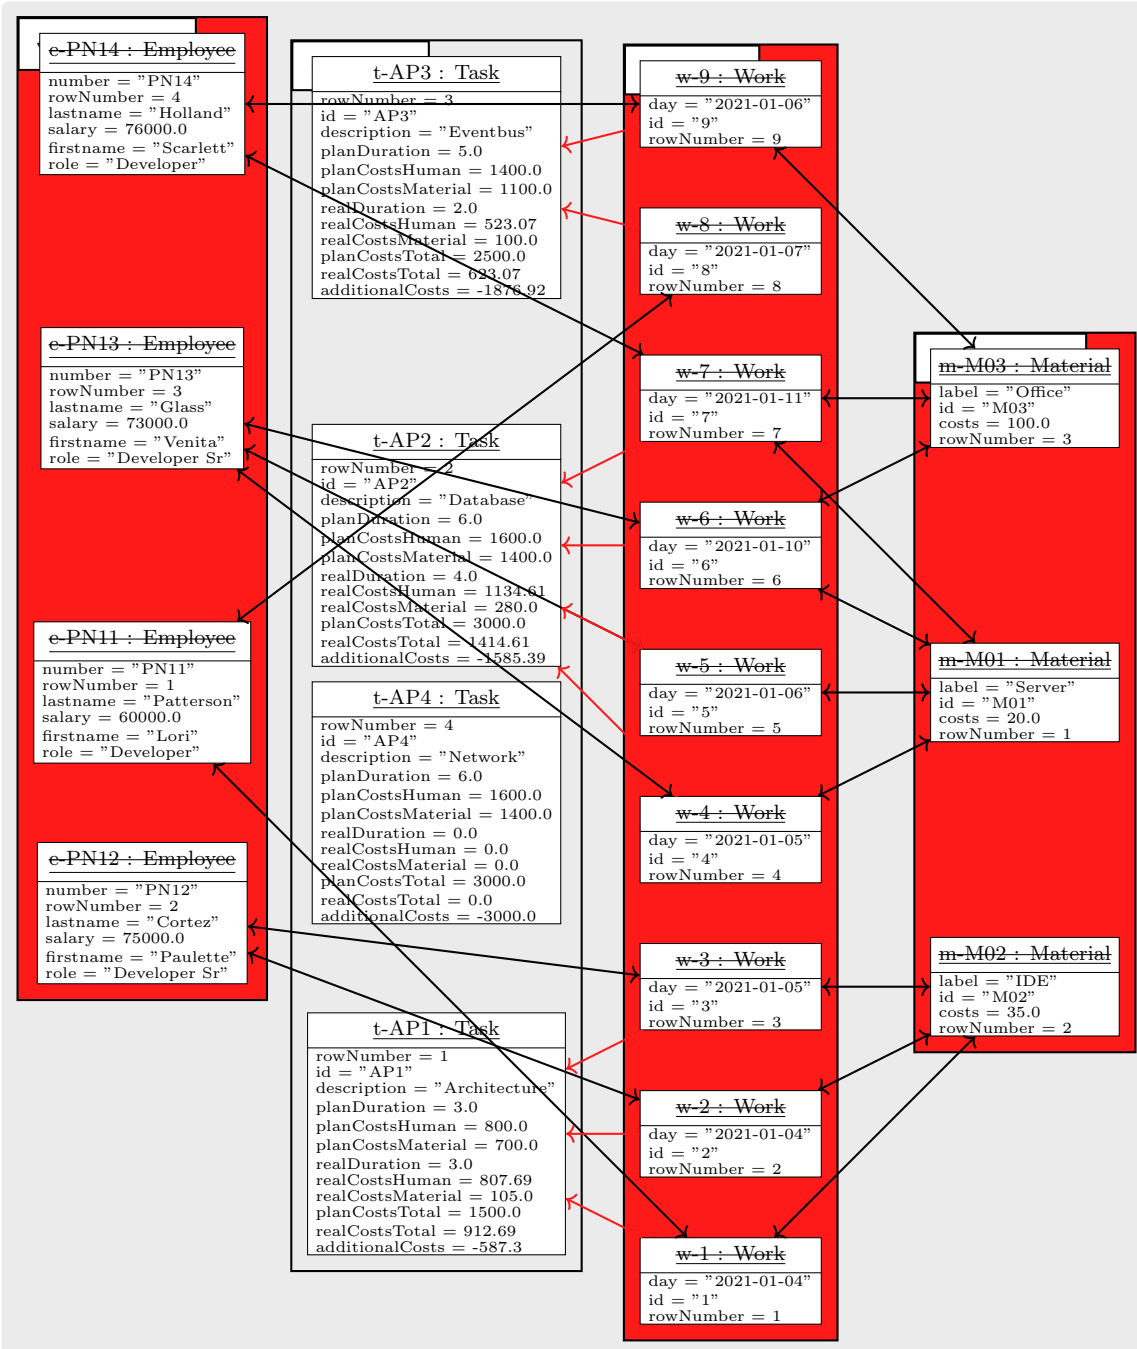 e-PN14 : Employee
number = "PN14"
rowNumber = 4
lastname = "Holland"
salary = 76000.0
firstname = "Scarlett"
role = "Developer"
e-PN13 : Employee
number = "PN13"
rowNumber = 3
lastname = "Glass"
salary = 73000.0
firstname = "Venita"
role = "Developer Sr"
e-PN11 : Employee
number = "PN11"
rowNumber = 1
lastname = "Patterson"
salary = 60000.0
firstname = "Lori"
role = "Developer"
e-PN12 : Employee
number = "PN12"
rowNumber = 2
lastname = "Cortez"
salary = 75000.0
firstname = "Paulette"
role = "Developer Sr"
t-AP3 : Task
rowNumber = 3
id = "AP3"
description = "Eventbus"
planDuration = 5.0
planCostsHuman = 1400.0
planCostsMaterial = 1100.0
realDuration = 2.0
realCostsHuman = 523.07
realCostsMaterial = 100.0
planCostsTotal = 2500.0
realCostsTotal = 623.07
additionalCosts = -1876.92
t-AP2 : Task
rowNumber = 2
id = "AP2"
description = "Database"
planDuration = 6.0
planCostsHuman = 1600.0
planCostsMaterial = 1400.0
realDuration = 4.0
realCostsHuman = 1134.61
realCostsMaterial = 280.0
planCostsTotal = 3000.0
realCostsTotal = 1414.61
additionalCosts = -1585.39
t-AP4 : Task
rowNumber = 4
id = "AP4"
description = "Network"
planDuration = 6.0
planCostsHuman = 1600.0
planCostsMaterial = 1400.0
realDuration = 0.0
realCostsHuman = 0.0
realCostsMaterial = 0.0
planCostsTotal = 3000.0
realCostsTotal = 0.0
additionalCosts = -3000.0
t-AP1 : Task
rowNumber = 1
id = "AP1"
description = "Architecture"
planDuration = 3.0
planCostsHuman = 800.0
planCostsMaterial = 700.0
realDuration = 3.0
realCostsHuman = 807.69
realCostsMaterial = 105.0
planCostsTotal = 1500.0
realCostsTotal = 912.69
additionalCosts = -587.3
w-9 : Work
day = "2021-01-06"
id = "9"
rowNumber = 9
w-8 : Work
day = "2021-01-07"
id = "8"
rowNumber = 8
w-7 : Work
day = "2021-01-11"
id = "7"
rowNumber = 7
w-6 : Work
day = "2021-01-10"
id = "6"
rowNumber = 6
w-5 : Work
day = "2021-01-06"
id = "5"
rowNumber = 5
w-4 : Work
day = "2021-01-05"
id = "4"
rowNumber = 4
w-3 : Work
day = "2021-01-05"
id = "3"
rowNumber = 3
w-2 : Work
day = "2021-01-04"
id = "2"
rowNumber = 2
w-1 : Work
day = "2021-01-04"
id = "1"
rowNumber = 1
m-M03 : Material
label = "Office"
id = "M03"
costs = 100.0
rowNumber = 3
m-M01 : Material
label = "Server"
id = "M01"
costs = 20.0
rowNumber = 1
m-M02 : Material
label = "IDE"
id = "M02"
costs = 35.0
rowNumber = 2